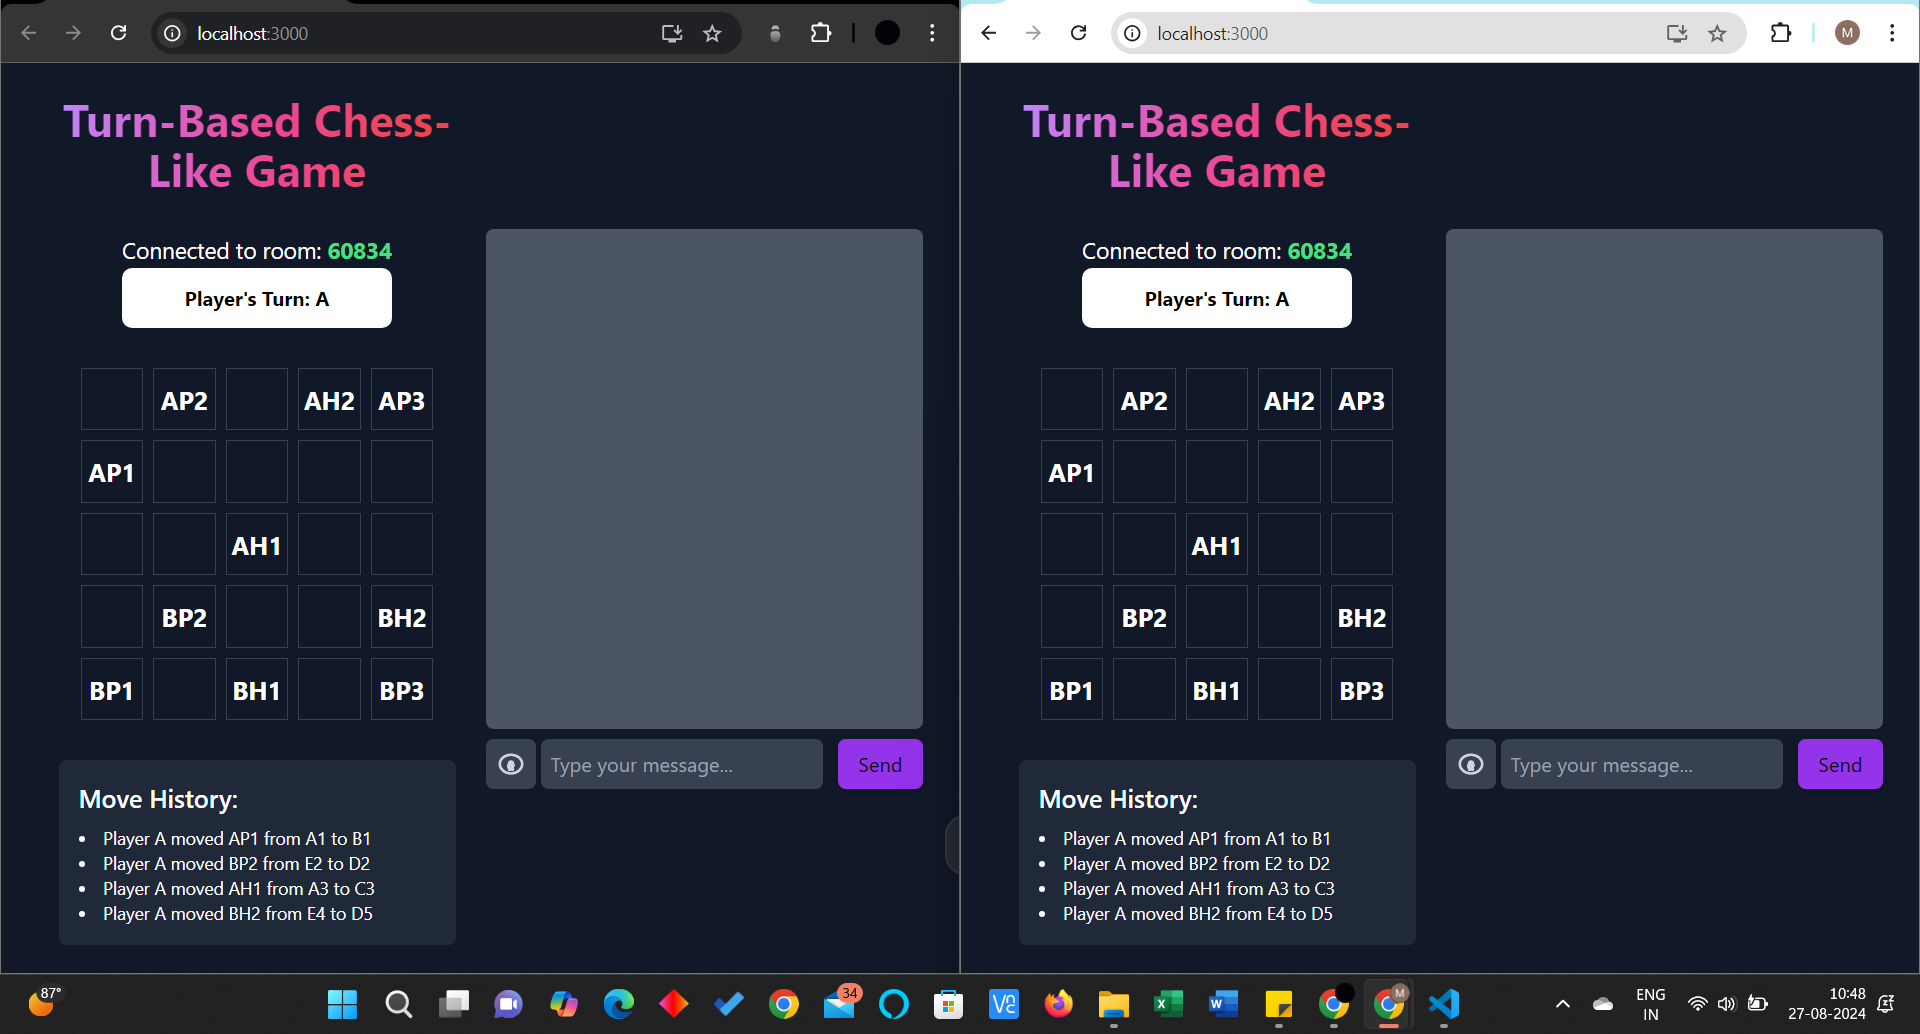 localhost:3000
Turn-Based Chess-
Like Game
Connected to room: 60834
Player's Turn: A
AP2 AH2 AP3
AP1
AH1
BP2 BH2
BP1 BH1 BP3
Type your message... Send
Move History:
• Player A moved AP1 from A1 to B1
• Player A moved BP2 from E2 to D2
• Player A moved AH1 from A3 to C3
• Player A moved BH2 from E4 to D5
localhost:3000
M
Turn-Based Chess-
Like Game
Connected to room: 60834
Player's Turn: A
AP2 AH2 AP3
AP1
AH1
BP2 BH2
BP1 BH1 BP3
Type your message... Send
Move History:
• Player A moved AP1 from A1 to B1
• Player A moved BP2 from E2 to D2
• Player A moved AH1 from A3 to C3
• Player A moved BH2 from E4 to D5
87°
34
M
ENG
IN
10:48
27-08-2024